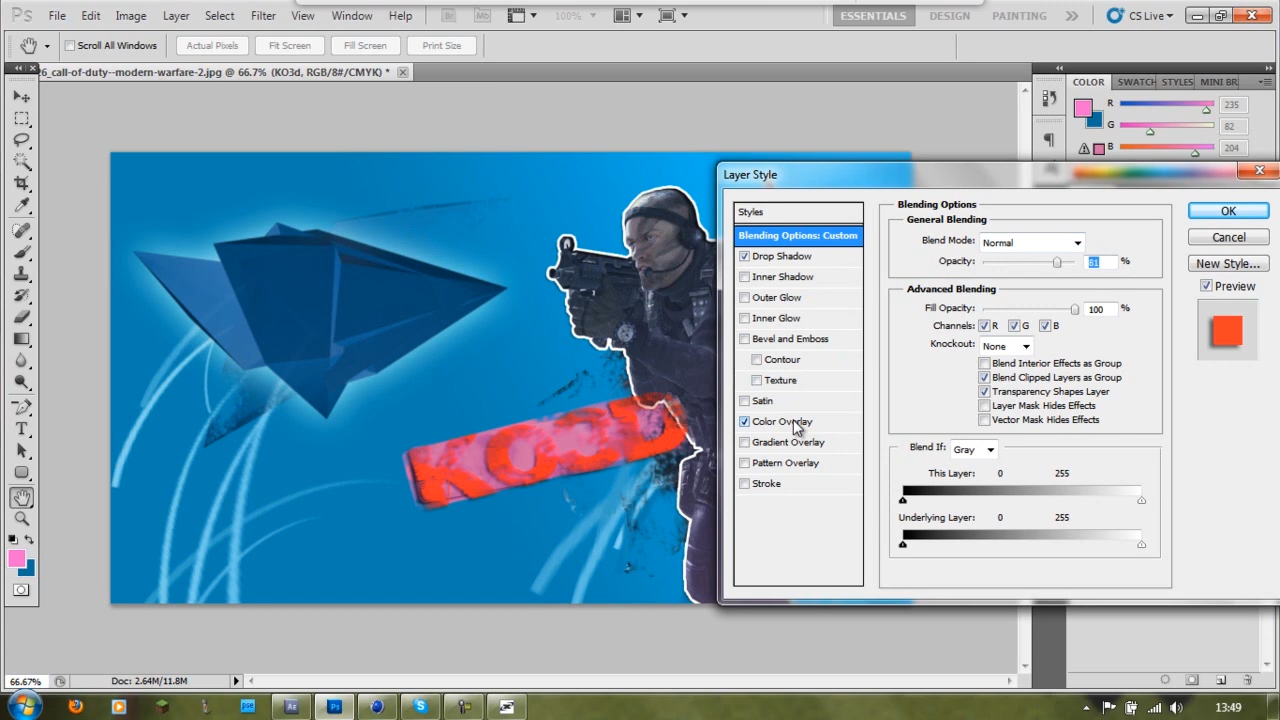 Ps File Edit Image Layer Select Filter View Window Help Br Mb 100% ESSENTIALS DESIGN PAINTING CS Live
Scroll All Windows Actual Pixels Fit Screen Fill Screen Print Size
6_call-of-duty--modern-warfare-2.jpg @ 66.7% (KO3d, RGB/8#/CMYK) *
COLOR SWATCH STYLES MINI BR
R 235
G 82
B 204
Layer Style
Styles
Blending Options: Custom
Drop Shadow
Inner Shadow
Outer Glow
Inner Glow
Bevel and Emboss
Contour
Texture
Satin
Color Overlay
Gradient Overlay
Pattern Overlay
Stroke
Blending Options
General Blending
Blend Mode: Normal
Opacity: 81 %
Advanced Blending
Fill Opacity: 100 %
Channels: R G B
Knockout: None
Blend Interior Effects as Group
Blend Clipped Layers as Group
Transparency Shapes Layer
Layer Mask Hides Effects
Vector Mask Hides Effects
Blend If: Gray
This Layer: 0 255
Underlying Layer: 0 255
OK
Cancel
New Style...
Preview
66.67% Doc: 2.64M/11.8M
Ae Ps pse
13:49